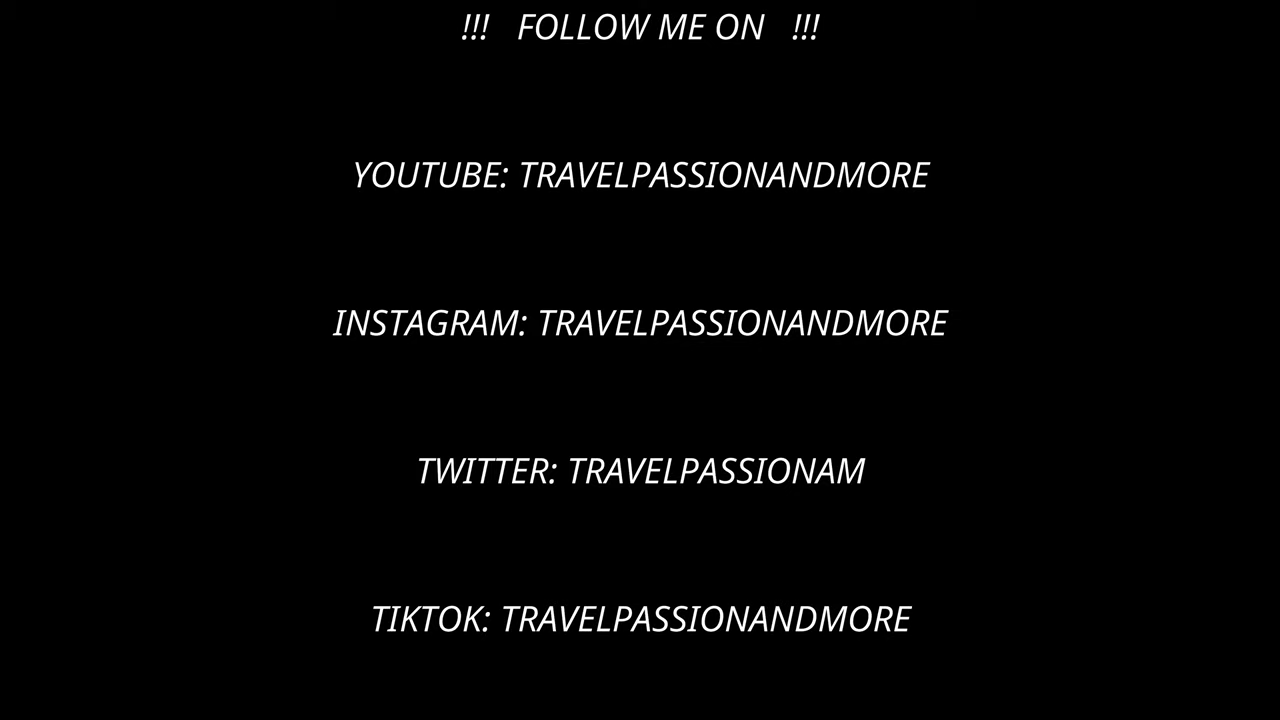 !!! FOLLOW ME ON !!!
YOUTUBE: TRAVELPASSIONANDMORE
INSTAGRAM: TRAVELPASSIONANDMORE
TWITTER: TRAVELPASSIONAM
TIKTOK: TRAVELPASSIONANDMORE